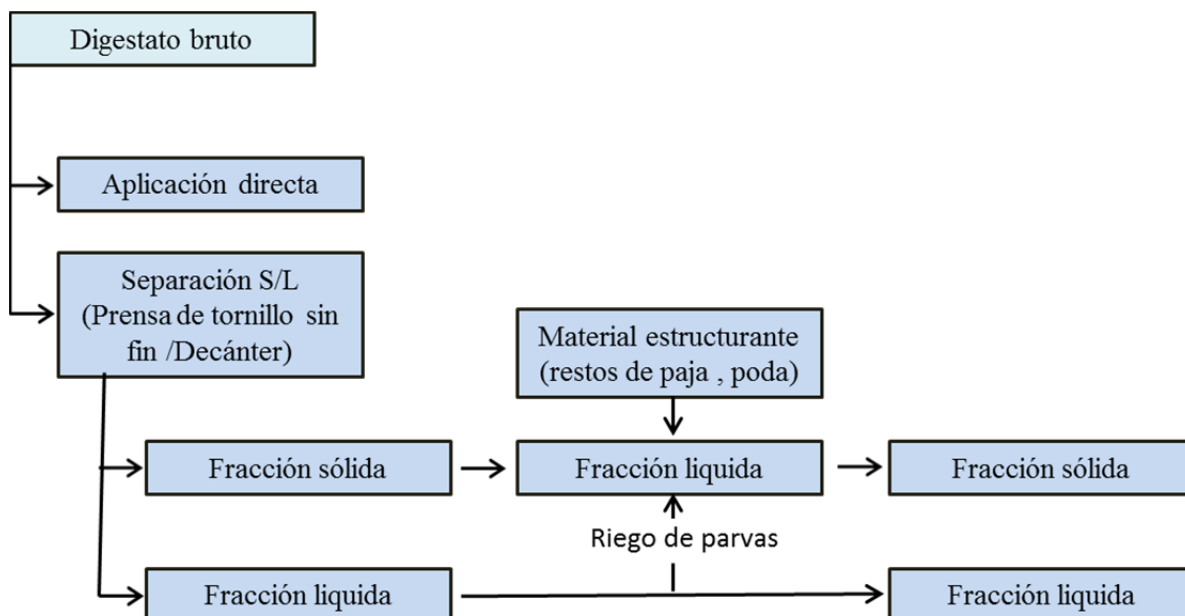 Digestato bruto
Aplicación directa
Separación S/L
(Prensa de tornillo sin
fin /Decánter)
Material estructurante
(restos de paja , poda)
Fracción sólida
Fracción liquida
Fracción sólida
Riego de parvas
Fracción liquida
Fracción liquida